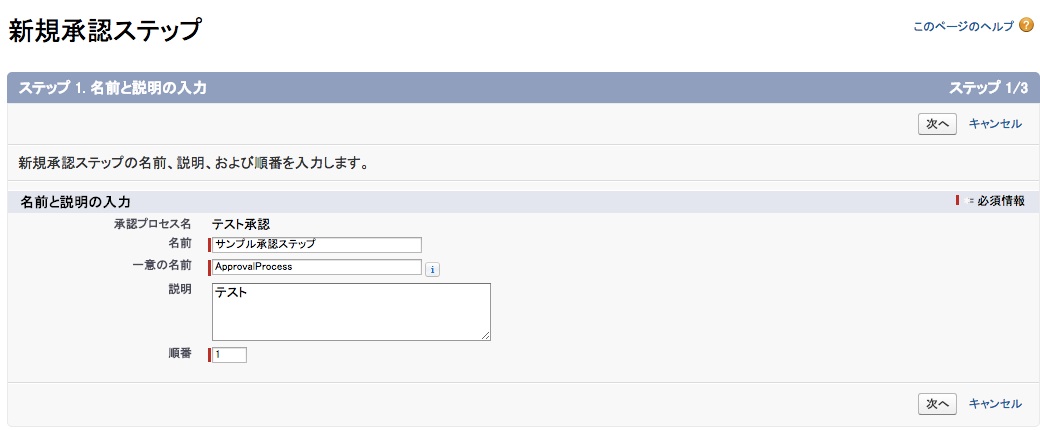 新規承認ステップ
このページのヘルプ ?
ステップ 1. 名前と説明の入力
ステップ 1/3
次へ キャンセル
新規承認ステップの名前、説明、および順番を入力します。
名前と説明の入力
= 必須情報
承認プロセス名 テスト承認
名前 サンプル承認ステップ
一意の名前 ApprovalProcess i
説明 テスト
順番 1
次へ キャンセル